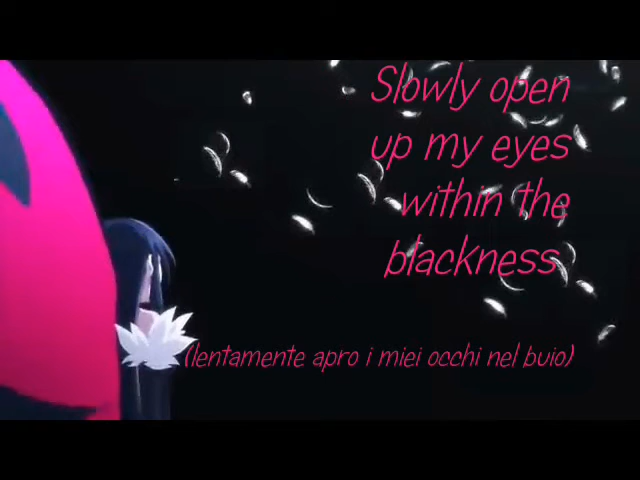 Slowly open
up my eyes
within the
blackness
(lentamente apro i miei occhi nel buio)